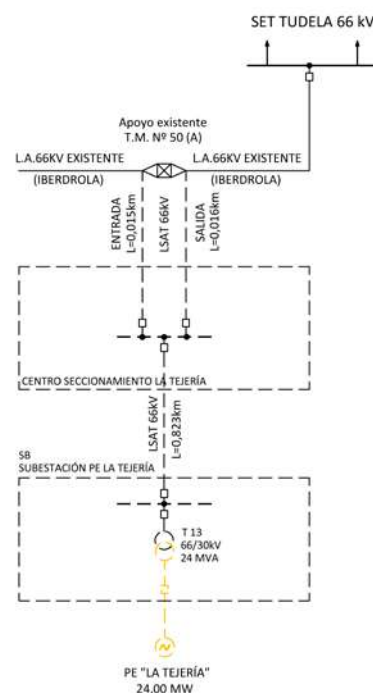 SET TUDELA 66 kV
Apoyo existente
T.M. Nº 50 (A)
L.A.66KV EXISTENTE
(IBERDROLA)
L.A.66KV EXISTENTE
(IBERDROLA)
ENTRADA
L=0,015km
LSAT 66kV
SALIDA
L=0,016km
CENTRO SECCIONAMIENTO LA TEJERÍA
LSAT 66kV
L=0,823km
SB
SUBESTACIÓN PE LA TEJERÍA
T 13
66/30kV
24 MVA
PE "LA TEJERÍA"
24.00 MW